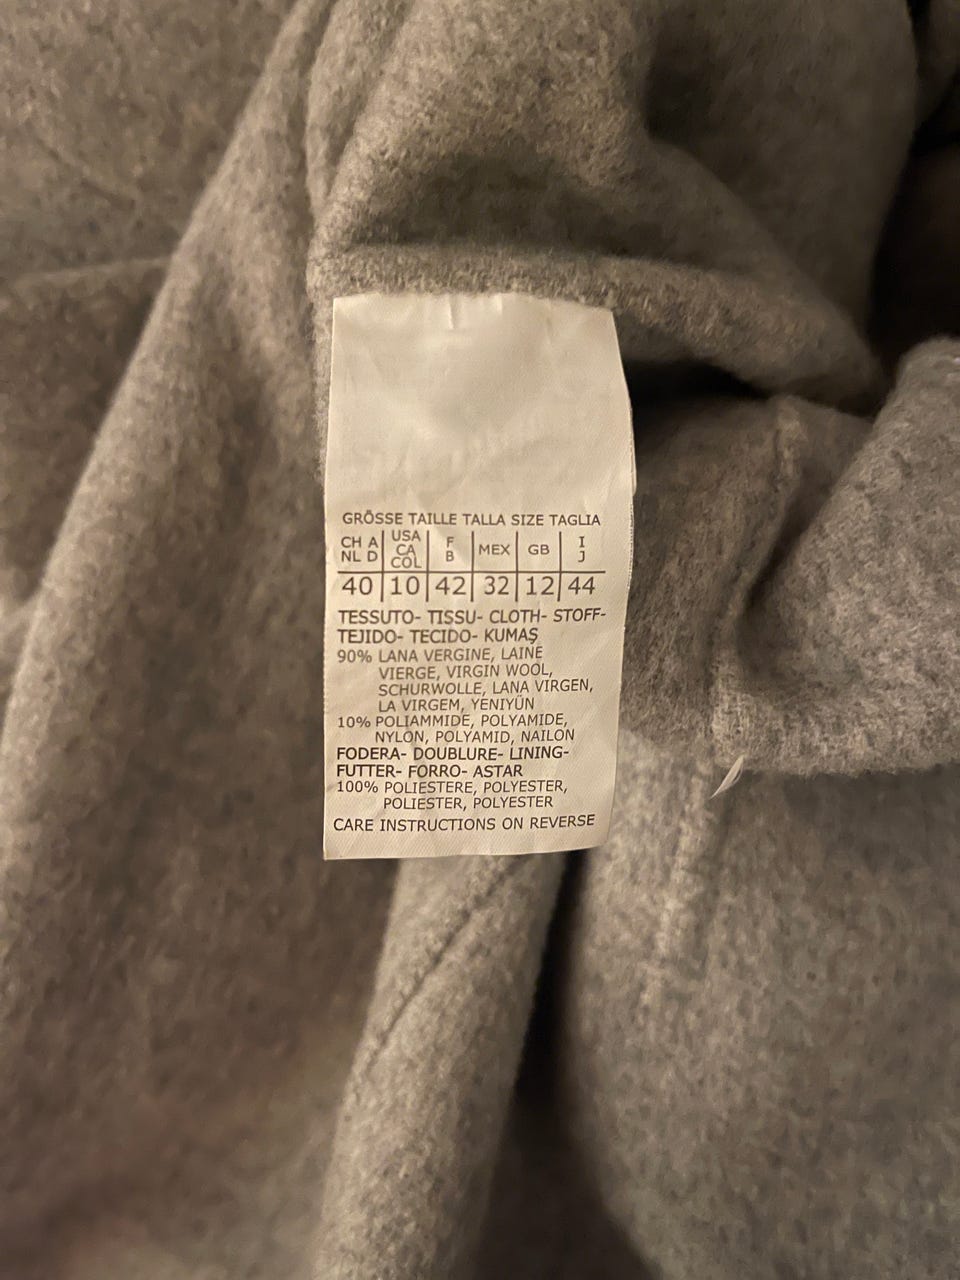 GRÖSSE TAILLE TALLA SIZE TAGLIA
CH A NL D | USA CA COL | F B | MEX | GB | I J
40 | 10 | 42 | 32 | 12 | 44
TESSUTO- TISSU- CLOTH- STOFF-
TEJIDO- TECIDO- KUMAŞ
90% LANA VERGINE, LAINE
VIERGE, VIRGIN WOOL,
SCHURWOLLE, LANA VIRGEN,
LA VIRGEM, YENIYÜN
10% POLIAMMIDE, POLYAMIDE,
NYLON, POLYAMID, NAILON
FODERA- DOUBLURE- LINING-
FUTTER- FORRO- ASTAR
100% POLIESTERE, POLYESTER,
POLIESTER, POLYESTER
CARE INSTRUCTIONS ON REVERSE